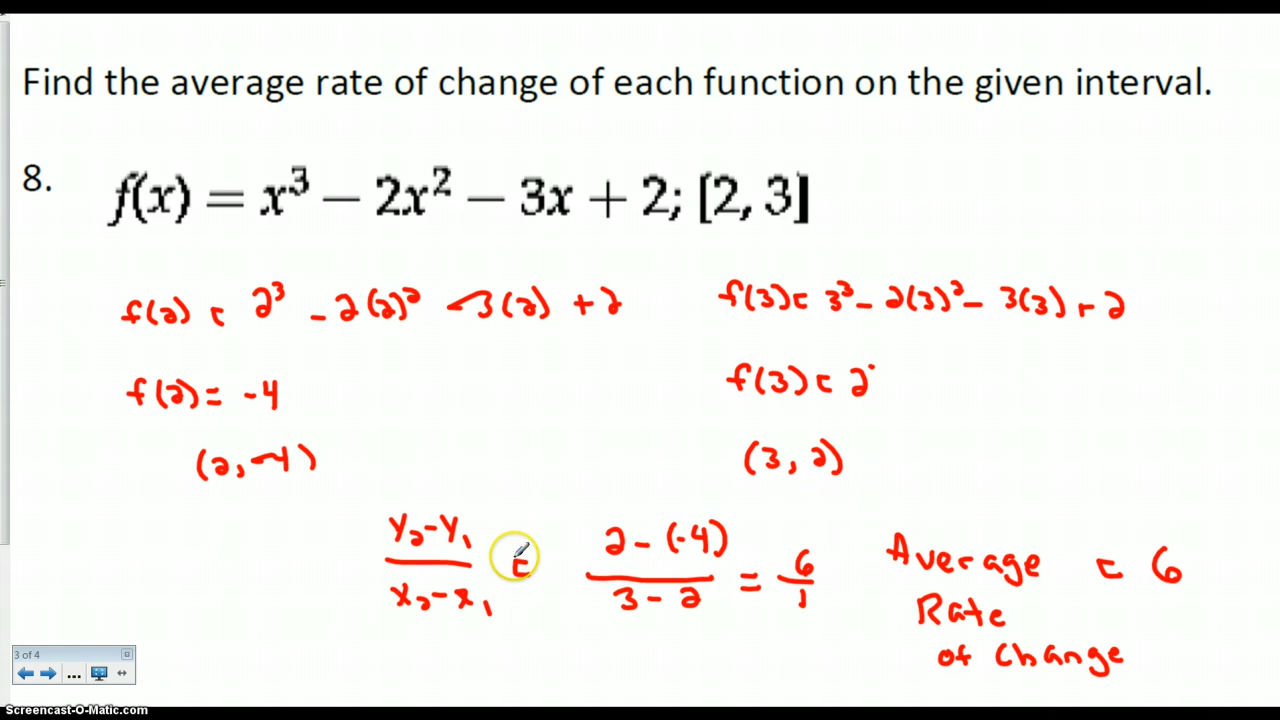 Find the average rate of change of each function on the given interval.
8. f(x) = x³ − 2x² − 3x + 2; [2, 3]
f(2) = 2³ - 2(2)² - 3(2) + 2
f(3) = 3³ - 2(3)² - 3(3) + 2
f(2) = -4
f(3) = 2
(2, -4)
(3, 2)
y₂-y₁ / x₂-x₁ = 2-(-4) / 3-2 = 6/1
Average = 6
Rate
of Change
3 of 4
Screencast-O-Matic.com